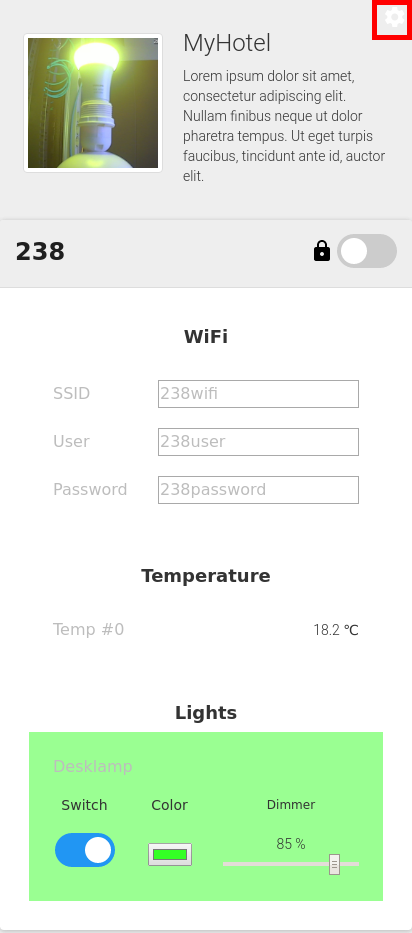 MyHotel
Lorem ipsum dolor sit amet,
consectetur adipiscing elit.
Nullam finibus neque ut dolor
pharetra tempus. Ut eget turpis
faucibus, tincidunt ante id, auctor
elit.
238
WiFi
SSID 238wifi
User 238user
Password 238password
Temperature
Temp #0 18.2 °C
Lights
Desklamp
Switch Color Dimmer
85 %